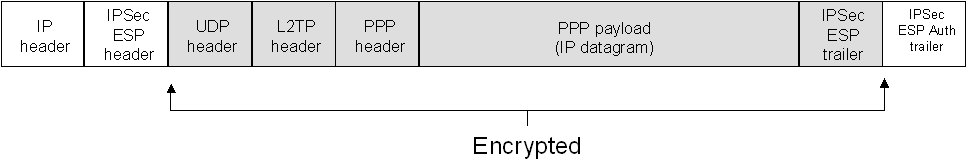 IP
header
IPSec
ESP
header
UDP
header
L2TP
header
PPP
header
PPP payload
(IP datagram)
IPSec
ESP
trailer
IPSec
ESP Auth
trailer
Encrypted